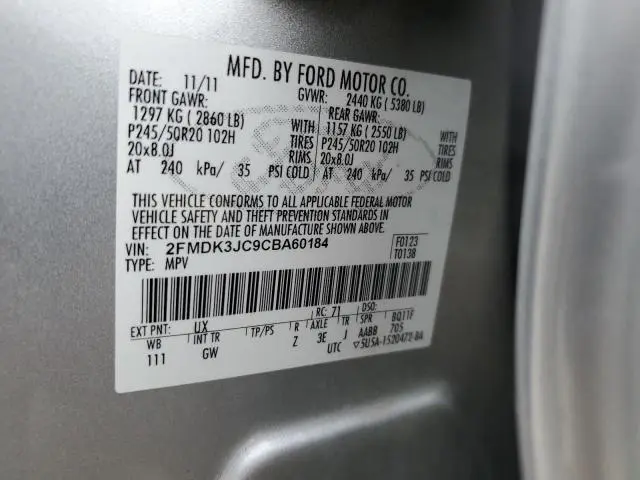 MFD. BY FORD MOTOR CO.
DATE: 11/11 GVWR: 2440 KG ( 5380 LB)
FRONT GAWR: REAR GAWR:
1297 KG ( 2860 LB) WITH 1157 KG ( 2550 LB) WITH
P245/50R20 102H TIRES P245/50R20 102H TIRES
20x8.0J RIMS 20x8.0J RIMS
AT 240 kPa/ 35 PSI COLD AT 240 kPa/ 35 PSI COLD
THIS VEHICLE CONFORMS TO ALL APPLICABLE FEDERAL MOTOR
VEHICLE SAFETY AND THEFT PREVENTION STANDARDS IN
EFFECT ON THE DATE OF MANUFACTURE SHOWN ABOVE.
VIN: 2FMDK3JC9CBA60184 F0123
TYPE: MPV T0138
RC: 71 DSO:
EXT PNT: UX
WB INT TR TP/PS R AXLE TR SPR BQ11F
111 GW Z 3E J AABB 705
UTC ▽5U5A-1520472-BA